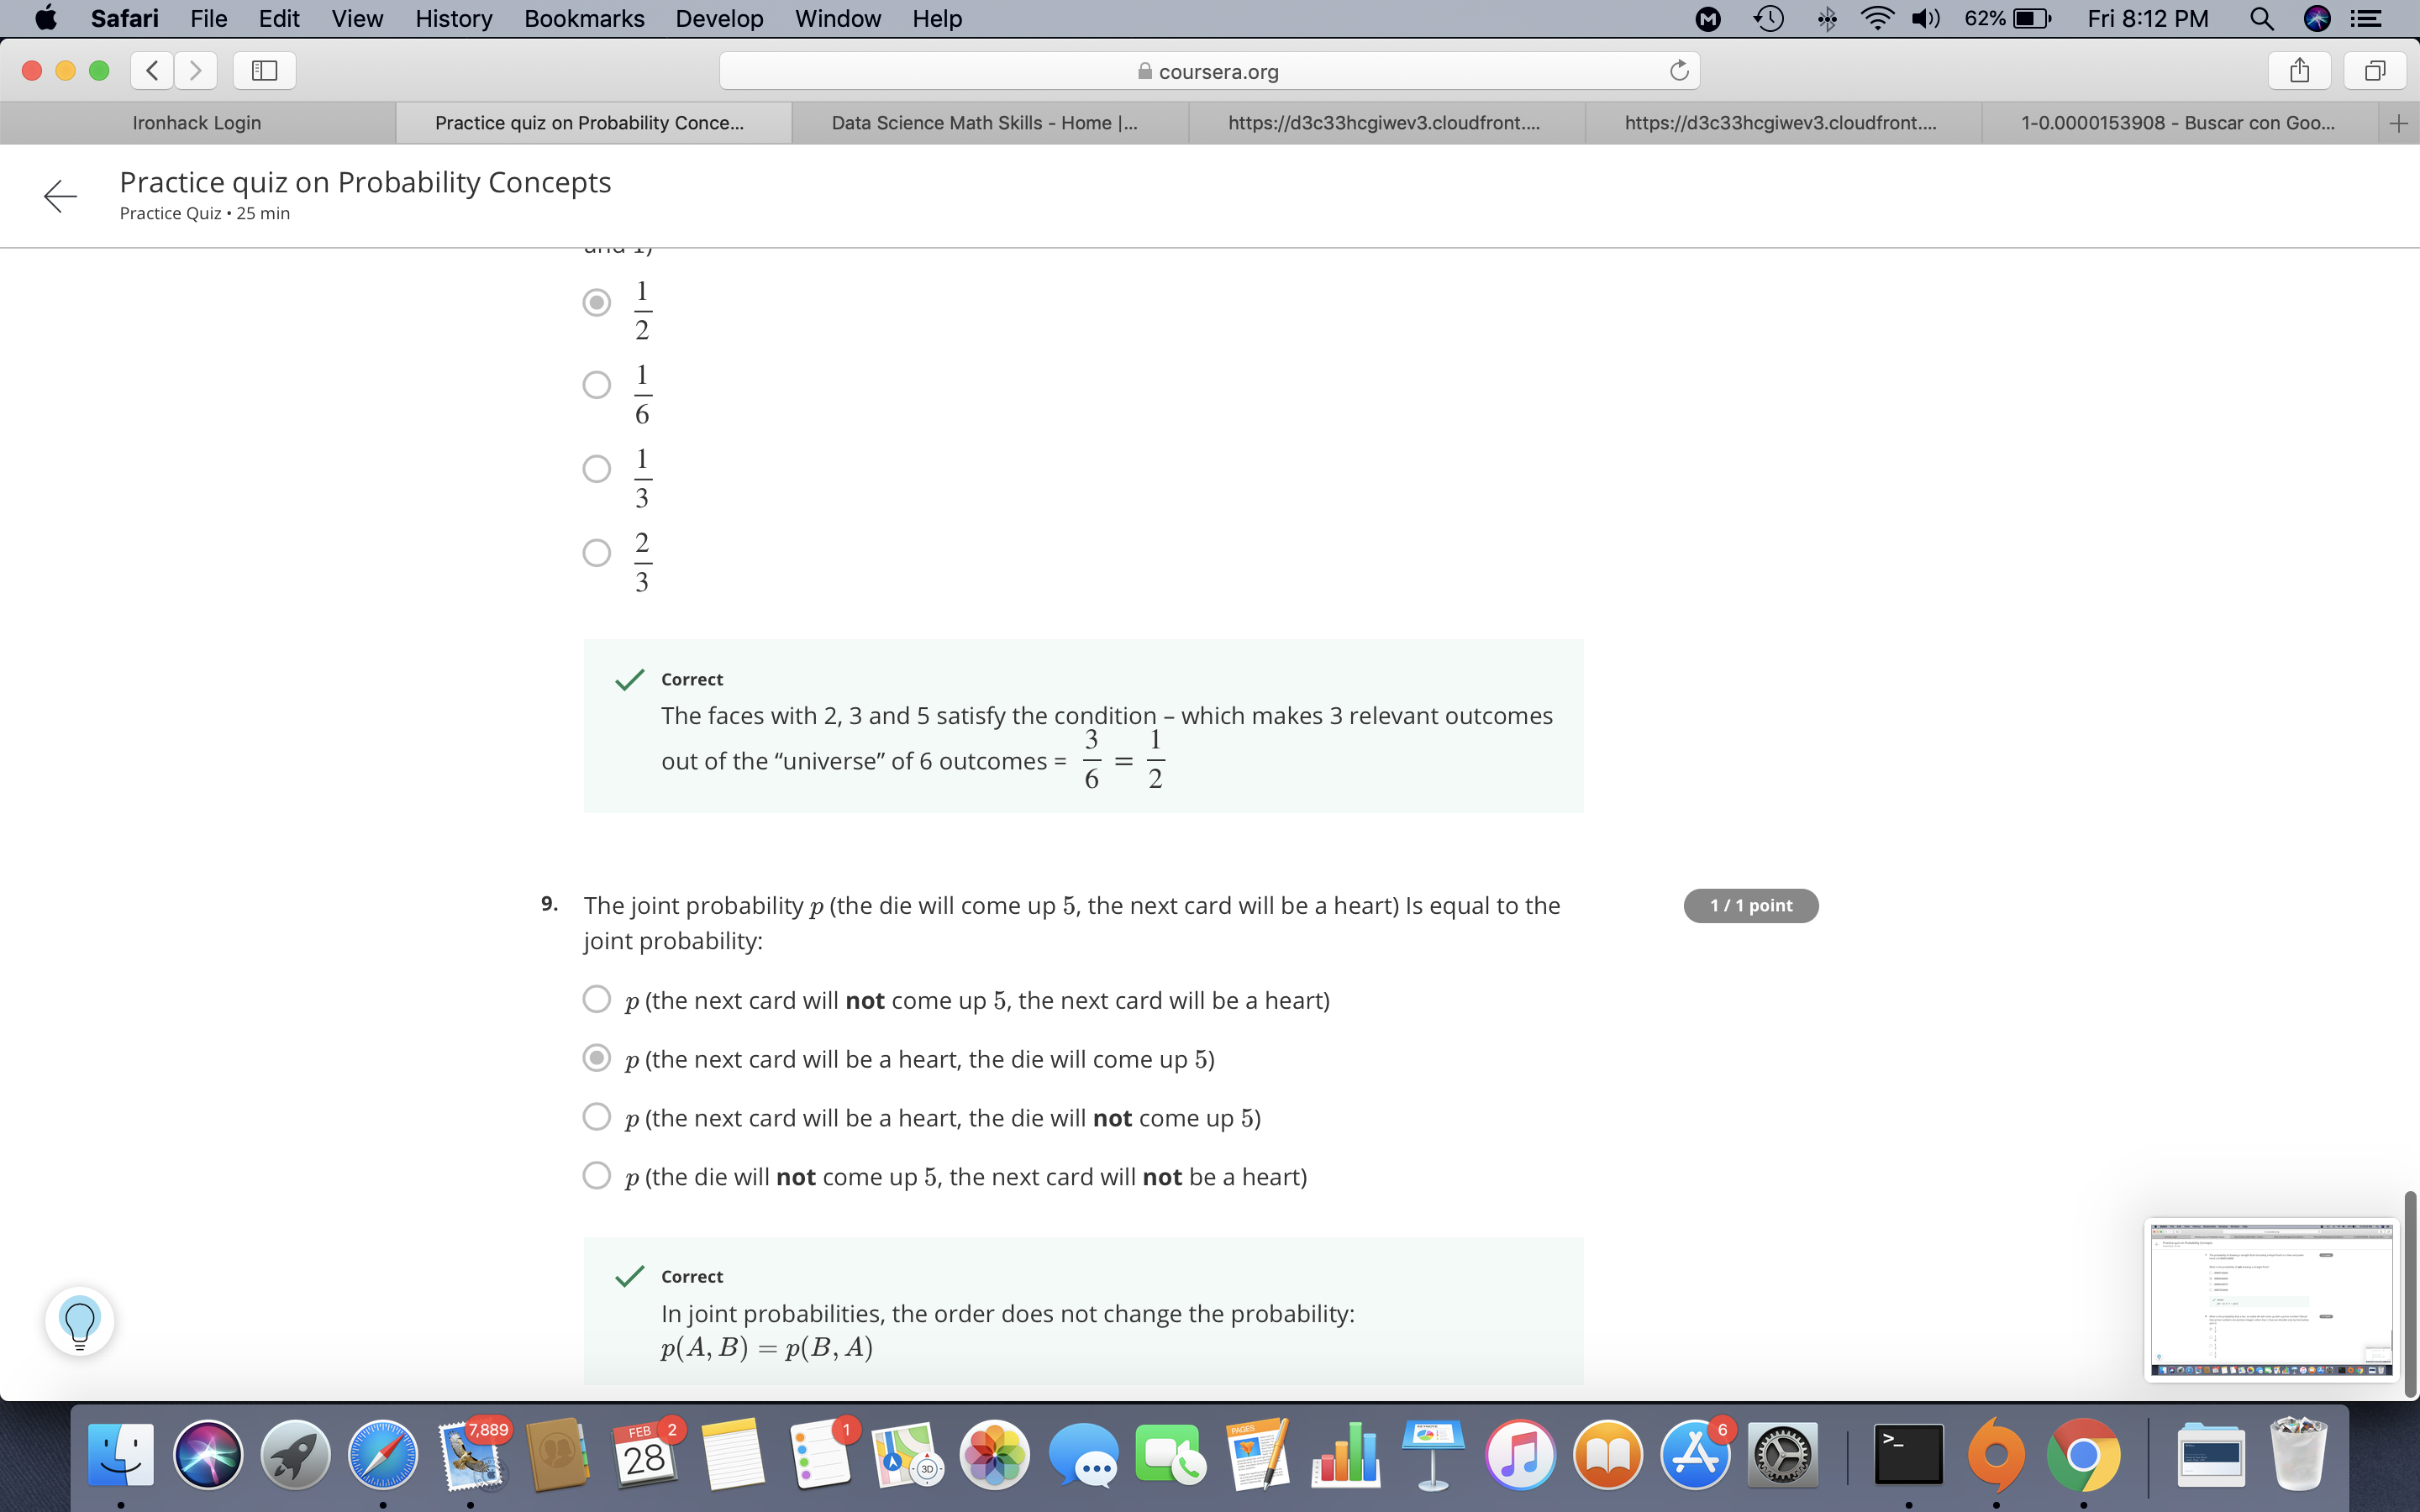 Safari File Edit View History Bookmarks Develop Window Help 62% Fri 8:12 PM
coursera.org
Ironhack Login
Practice quiz on Probability Conce...
Data Science Math Skills - Home |...
https://d3c33hcgiwev3.cloudfront....
https://d3c33hcgiwev3.cloudfront....
1-0.0000153908 - Buscar con Goo...
Practice quiz on Probability Concepts
Practice Quiz • 25 min
and 1)
1/2
1/6
1/3
2/3
Correct
The faces with 2, 3 and 5 satisfy the condition – which makes 3 relevant outcomes
out of the “universe” of 6 outcomes = 3/6 = 1/2
9. The joint probability p (the die will come up 5, the next card will be a heart) Is equal to the
joint probability:
1 / 1 point
p (the next card will not come up 5, the next card will be a heart)
p (the next card will be a heart, the die will come up 5)
p (the next card will be a heart, the die will not come up 5)
p (the die will not come up 5, the next card will not be a heart)
Correct
In joint probabilities, the order does not change the probability:
p(A, B) = p(B, A)
7,889
FEB
28
2
1
3D
PAGES
6
>_